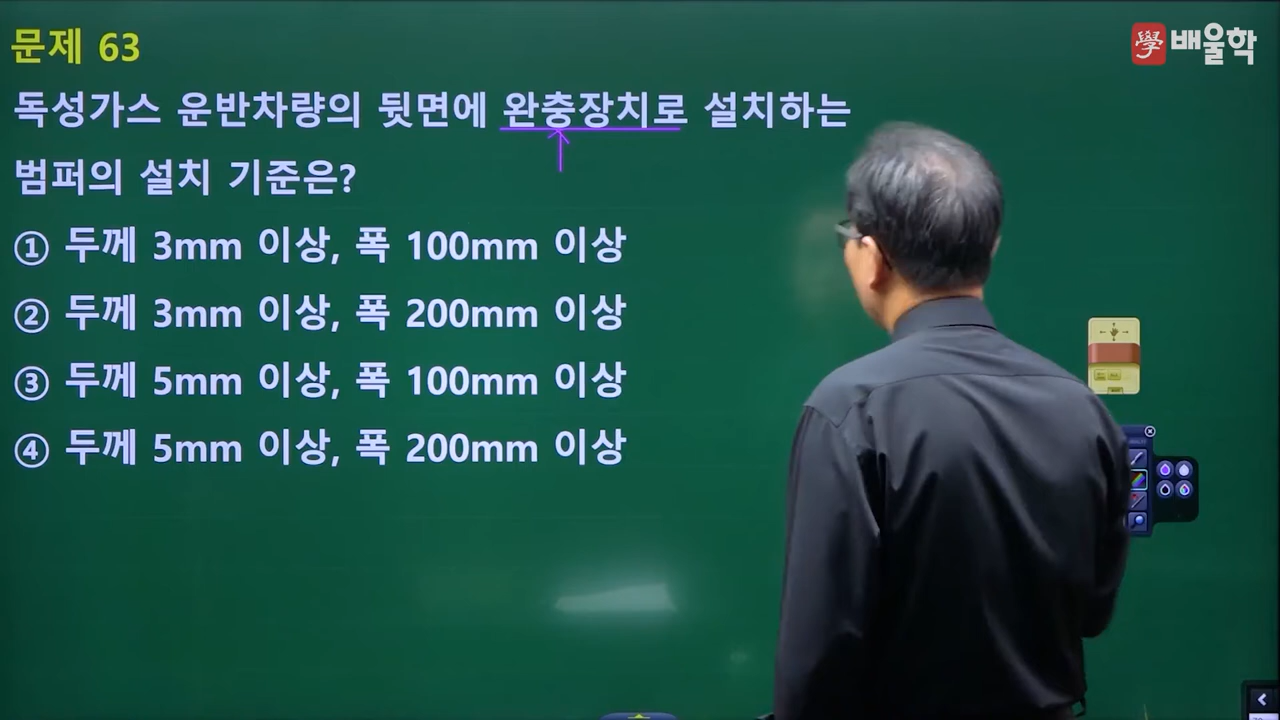 문제 63
學 배울학
독성가스 운반차량의 뒷면에 완충장치로 설치하는
범퍼의 설치 기준은?
① 두께 3mm 이상, 폭 100mm 이상
② 두께 3mm 이상, 폭 200mm 이상
③ 두께 5mm 이상, 폭 100mm 이상
④ 두께 5mm 이상, 폭 200mm 이상